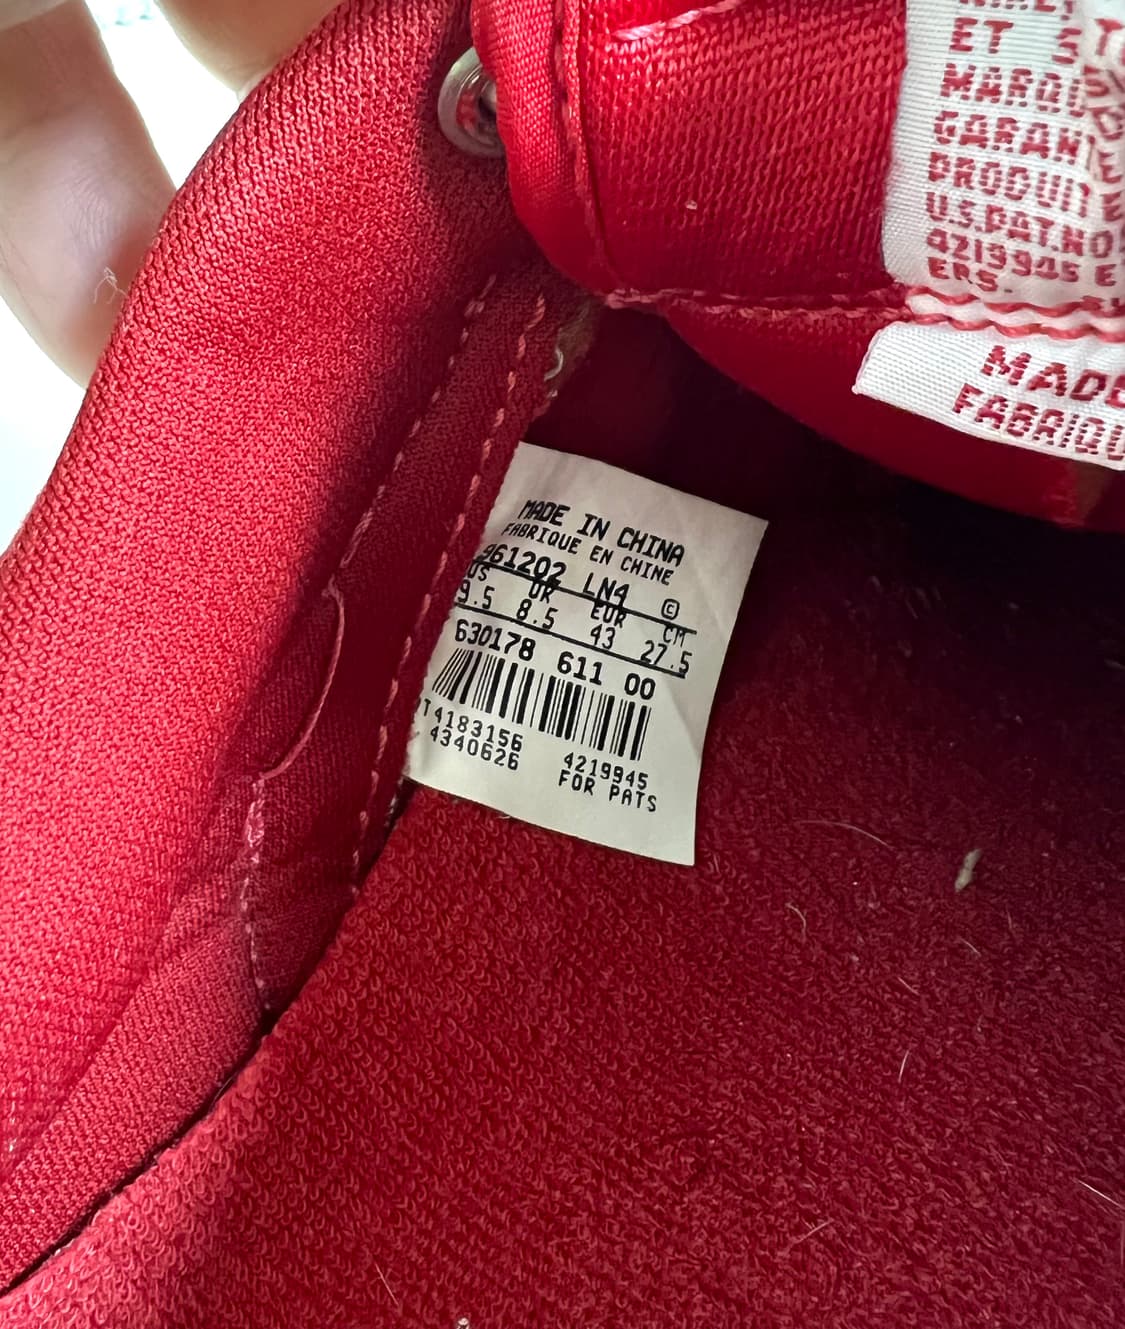 ET
MARQU
GARAN
PRODUIT
U.S.PAT.NO
4219945 E
ERS.
MADE
FABRIQU
MADE IN CHINA
FABRIQUE EN CHINE
961202 LN4 ©
US UK EUR CM
9.5 8.5 43 27.5
630178 611 00
4183156
4340626 4219945
FOR PATS